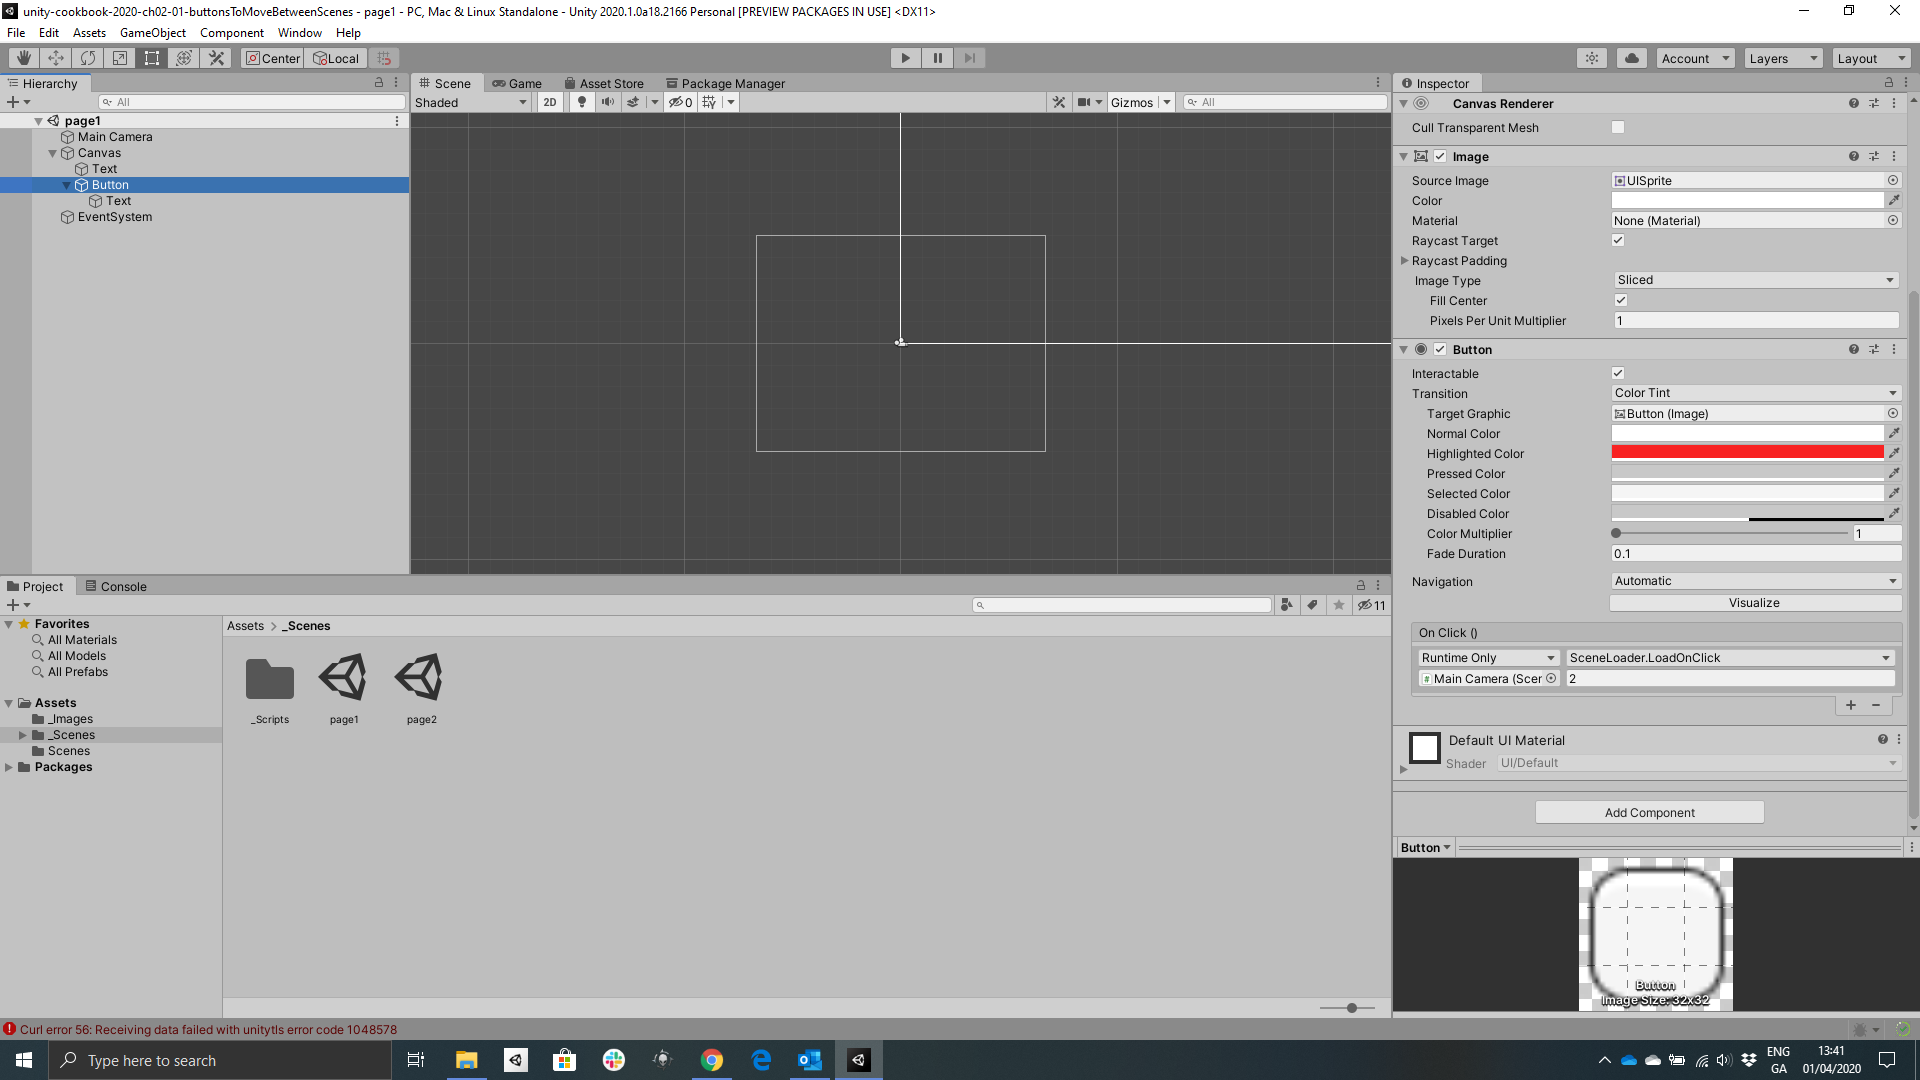 unity-cookbook-2020-ch02-01-buttonsToMoveBetweenScenes - page1 - PC, Mac & Linux Standalone - Unity 2020.1.0a18.2166 Personal [PREVIEW PACKAGES IN USE] <DX11>
File Edit Assets GameObject Component Window Help
Center Local Account Layers Layout
Hierarchy
All
page1
Main Camera
Canvas
Text
Button
Text
EventSystem
Scene Game Asset Store Package Manager
Shaded 2D 0 Gizmos All
Inspector
Canvas Renderer
Cull Transparent Mesh
Image
Source Image UISprite
Color
Material None (Material)
Raycast Target
Raycast Padding
Image Type Sliced
Fill Center
Pixels Per Unit Multiplier 1
Button
Interactable
Transition Color Tint
Target Graphic Button (Image)
Normal Color
Highlighted Color
Pressed Color
Selected Color
Disabled Color
Color Multiplier 1
Fade Duration 0.1
Navigation Automatic
Visualize
On Click ()
Runtime Only SceneLoader.LoadOnClick
# Main Camera (Scer 2
+ −
Default UI Material
Shader UI/Default
Add Component
Button
Button
Image Size: 32x32
Project Console
11
Favorites
All Materials
All Models
All Prefabs
Assets
_Images
_Scenes
Scenes
Packages
Assets > _Scenes
_Scripts page1 page2
Curl error 56: Receiving data failed with unitytls error code 1048578
Type here to search
ENG
GA
13:41
01/04/2020